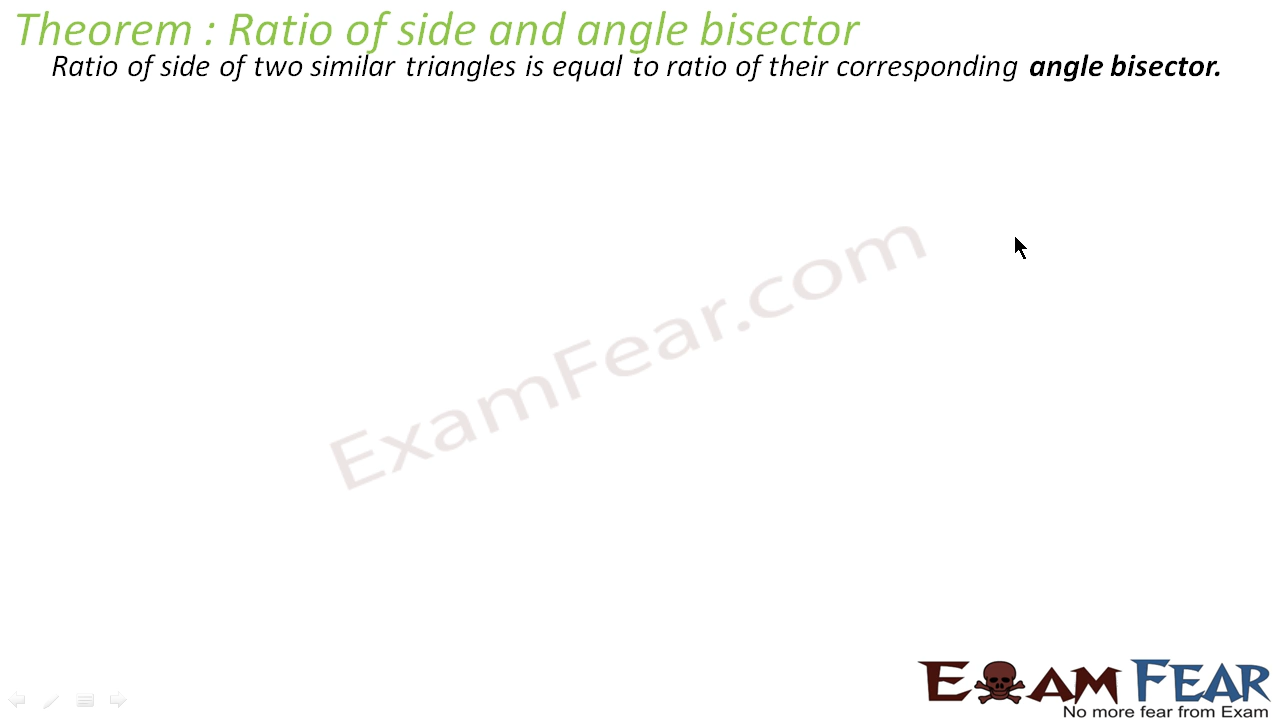 Theorem : Ratio of side and angle bisector
Ratio of side of two similar triangles is equal to ratio of their corresponding angle bisector.
ExamFear.com
EXAM FEAR
No more fear from Exam